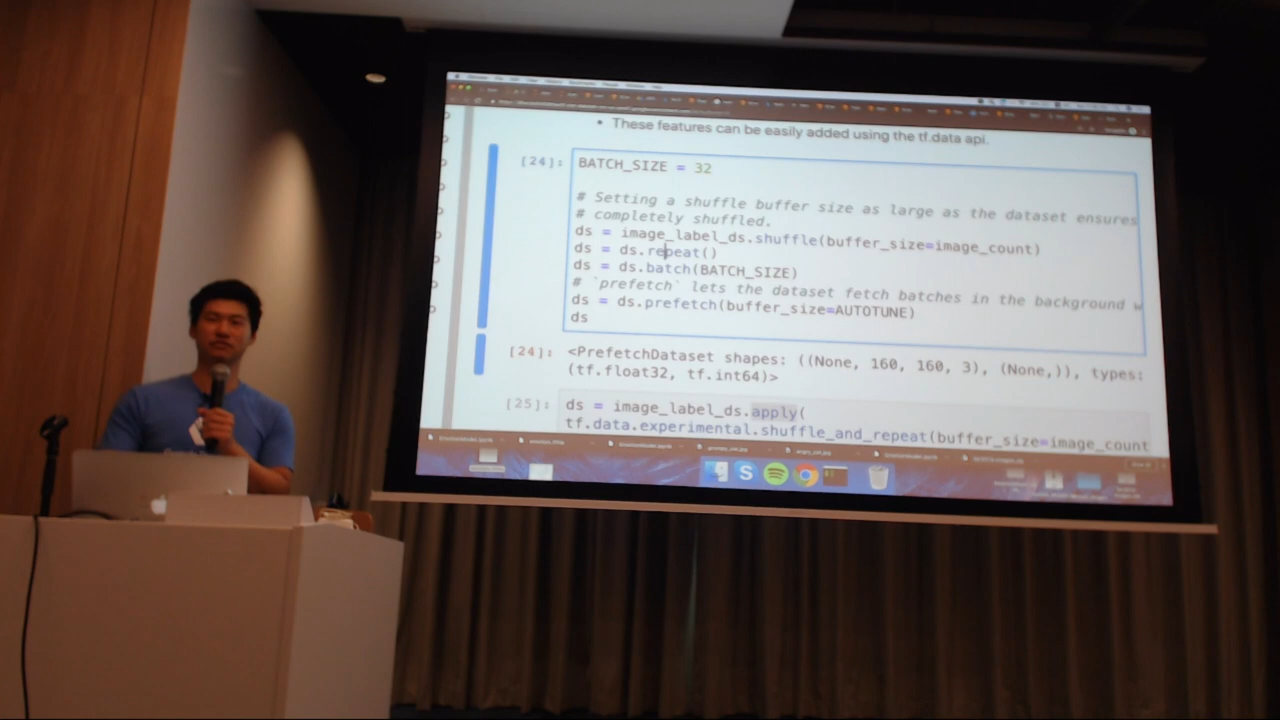 • These features can be easily added using the tf.data api.
[24]: BATCH_SIZE = 32
# Setting a shuffle buffer size as large as the dataset ensures
# completely shuffled.
ds = image_label_ds.shuffle(buffer_size=image_count)
ds = ds.repeat()
ds = ds.batch(BATCH_SIZE)
# `prefetch` lets the dataset fetch batches in the background w
ds = ds.prefetch(buffer_size=AUTOTUNE)
ds
[24]: <PrefetchDataset shapes: ((None, 160, 160, 3), (None,)), types:
(tf.float32, tf.int64)>
[25]: ds = image_label_ds.apply(
tf.data.experimental.shuffle_and_repeat(buffer_size=image_count